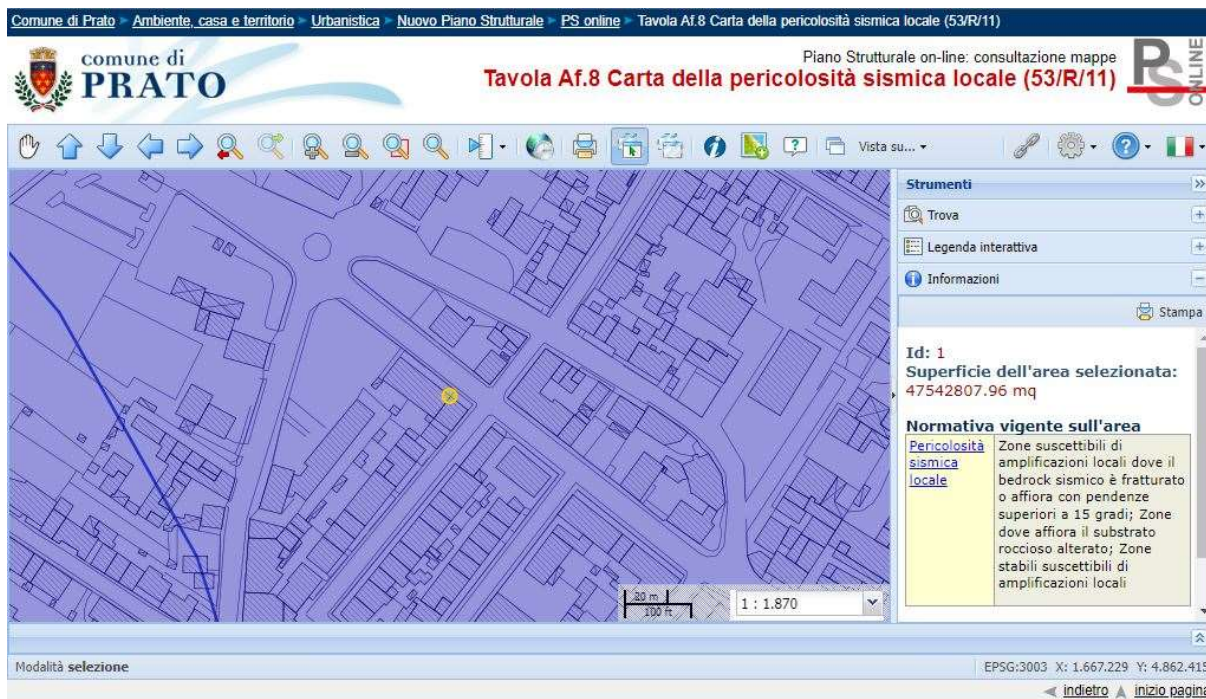 Comune di Prato > Ambiente, casa e territorio > Urbanistica > Nuovo Piano Strutturale > PS online > Tavola Af.8 Carta della pericolosità sismica locale (53/R/11)
comune di
PRATO
Piano Strutturale on-line: consultazione mappe
Tavola Af.8 Carta della pericolosità sismica locale (53/R/11)
PS
ONLINE
Vista su...
Strumenti
Trova
Legenda interattiva
Informazioni
Stampa
Id: 1
Superficie dell'area selezionata:
47542807.96 mq
Normativa vigente sull'area
Pericolosità
sismica
locale
Zone suscettibili di
amplificazioni locali dove il
bedrock sismico è fratturato
o affiora con pendenze
superiori a 15 gradi; Zone
dove affiora il substrato
roccioso alterato; Zone
stabili suscettibili di
amplificazioni locali
20 m
100 ft
1 : 1.870
Modalità selezione
EPSG:3003 X: 1.667.229 Y: 4.862.415
indietro inizio pagina